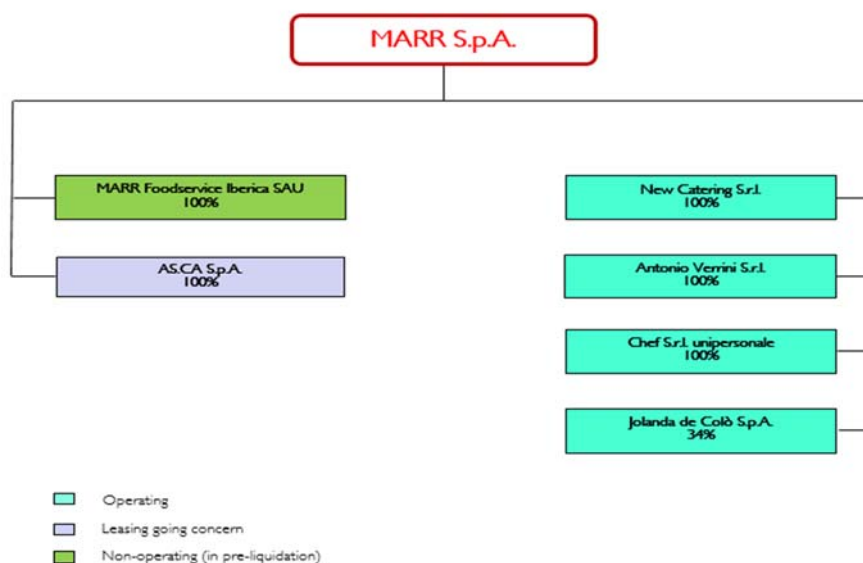 MARR S.p.A.
MARR Foodservice Iberica SAU
100%
AS.CA S.p.A.
100%
New Catering S.r.l.
100%
Antonio Verrini S.r.l.
100%
Chef S.r.l. unipersonale
100%
Jolanda de Colò S.p.A.
34%
Operating
Leasing going concern
Non-operating (in pre-liquidation)